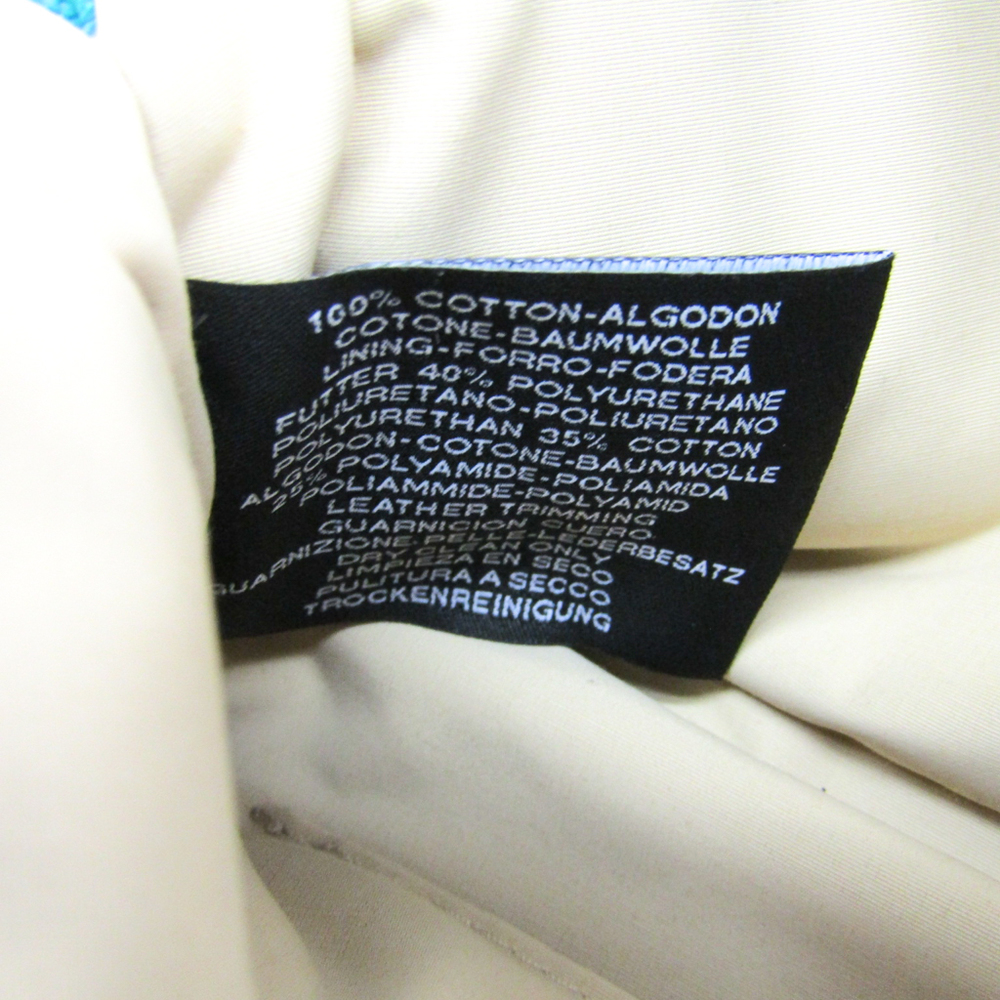 100% COTTON-ALGODON
COTONE-BAUMWOLLE
LINING-FORRO-FODERA
FUTTER 40% POLYURETHANE
POLIURETANO-POLIURETANO
POLYURETHAN 35% COTTON
ALGODON-COTONE-BAUMWOLLE
25% POLYAMIDE-POLIAMIDA
POLIAMMIDE-POLYAMID
LEATHER TRIMMING
GUARNICION CUERO
GUARNIZIONE PELLE-LEDERBESATZ
DRY CLEAN ONLY
LIMPIEZA EN SECO
PULITURA A SECCO
TROCKENREINIGUNG